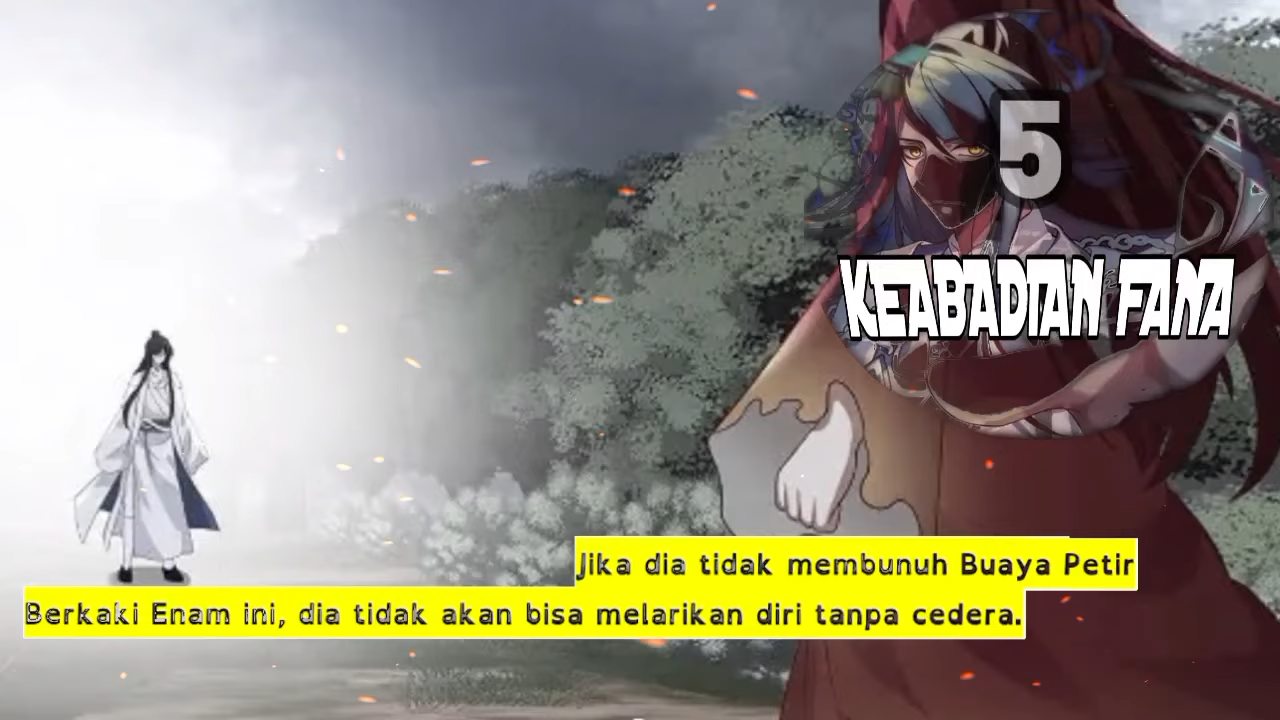 5
KEABADIAN FANA
Jika dia tidak membunuh Buaya Petir
Berkaki Enam ini, dia tidak akan bisa melarikan diri tanpa cedera.